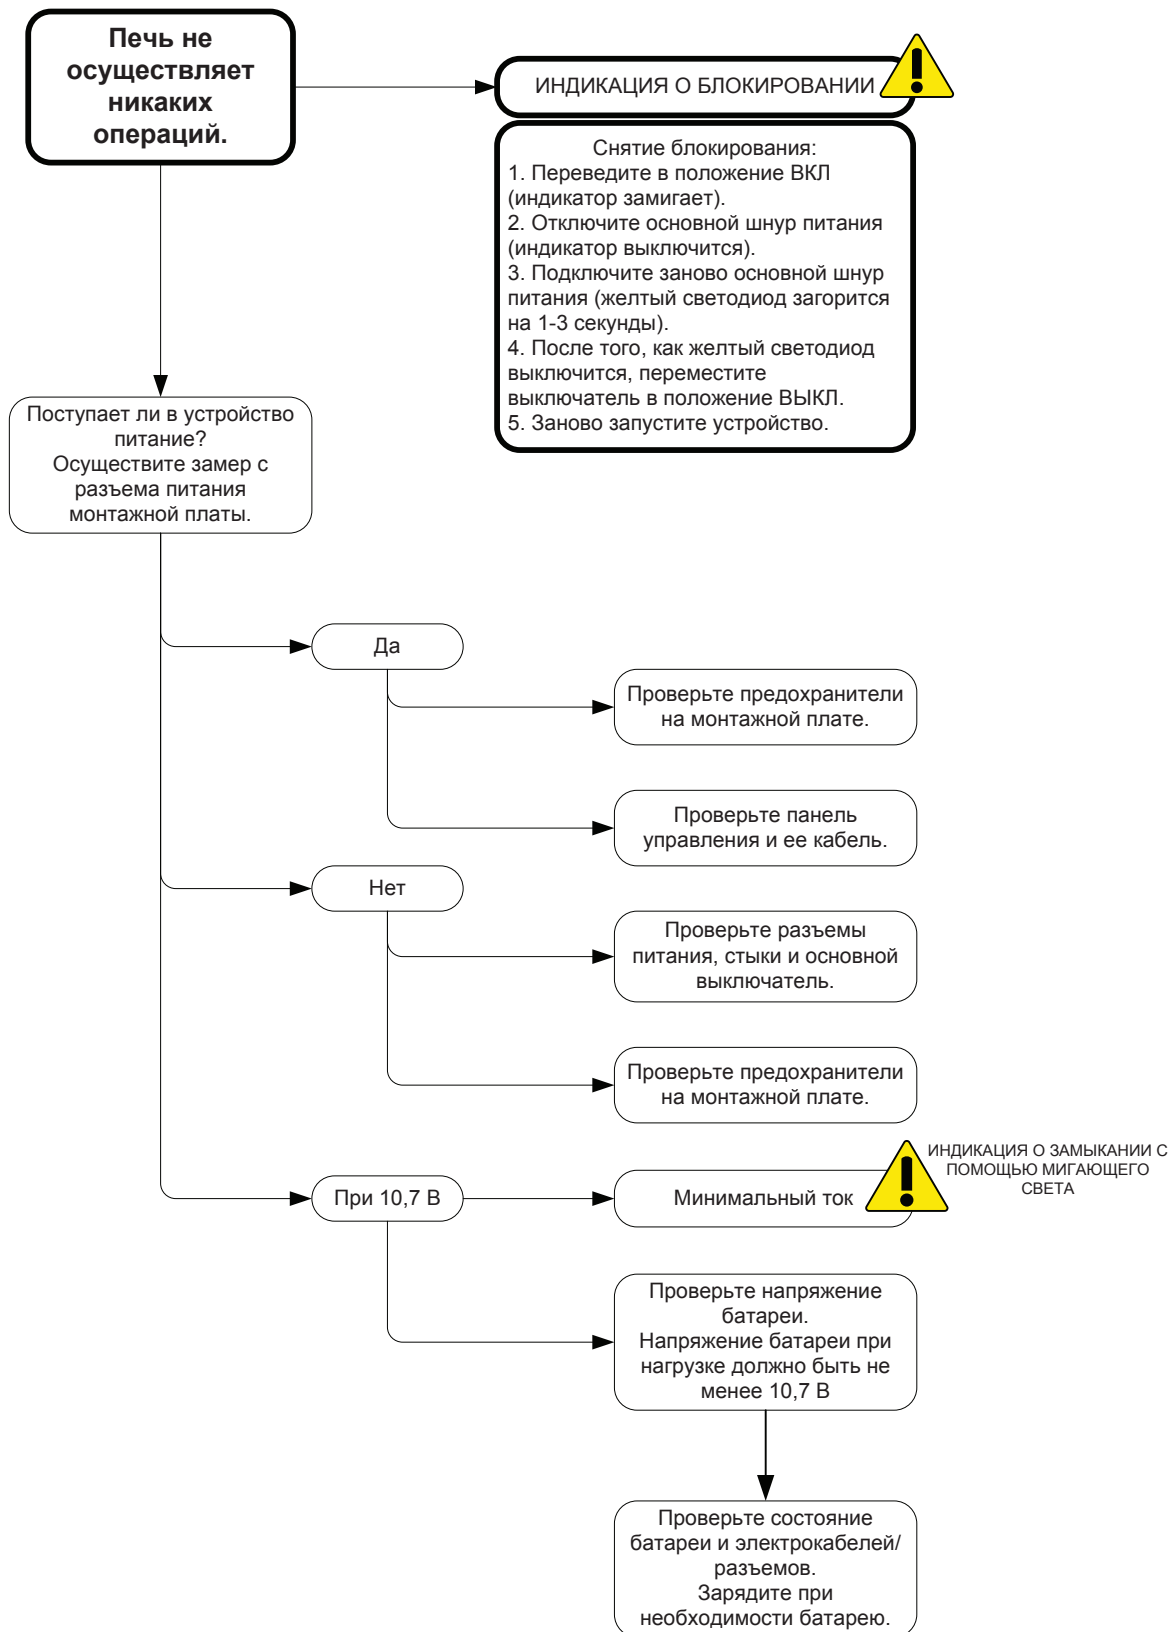 Печь не
осуществляет
никаких
операций.
ИНДИКАЦИЯ О БЛОКИРОВАНИИ
Снятие блокирования:
1. Переведите в положение ВКЛ
(индикатор замигает).
2. Отключите основной шнур питания
(индикатор выключится).
3. Подключите заново основной шнур
питания (желтый светодиод загорится
на 1-3 секунды).
4. После того, как желтый светодиод
выключится, переместите
выключатель в положение ВЫКЛ.
5. Заново запустите устройство.
Поступает ли в устройство
питание?
Осуществите замер с
разъема питания
монтажной платы.
Да
Проверьте предохранители
на монтажной плате.
Проверьте панель
управления и ее кабель.
Нет
Проверьте разъемы
питания, стыки и основной
выключатель.
Проверьте предохранители
на монтажной плате.
При 10,7 В
Минимальный ток
ИНДИКАЦИЯ О ЗАМЫКАНИИ С
ПОМОЩЬЮ МИГАЮЩЕГО
СВЕТА
Проверьте напряжение
батареи.
Напряжение батареи при
нагрузке должно быть не
менее 10,7 В
Проверьте состояние
батареи и электрокабелей/
разъемов.
Зарядите при
необходимости батарею.